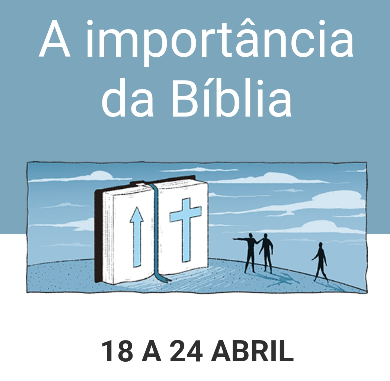 A importância
da Bíblia
18 A 24 ABRIL